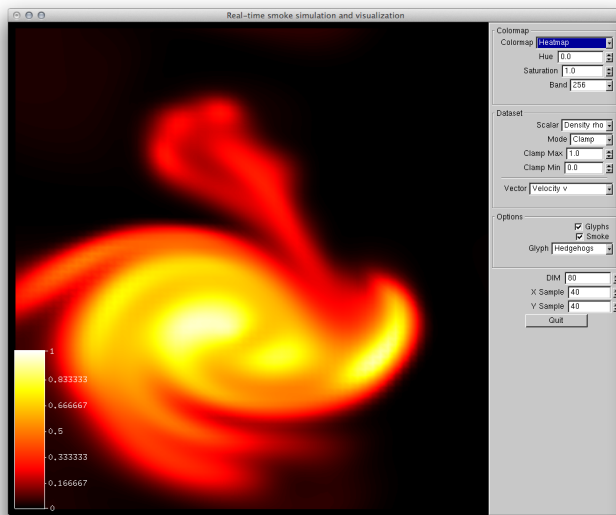 Real-time smoke simulation and visualization
Colormap
Colormap Heatmap
Hue 0.0
Saturation 1.0
Band 256
Dataset
Scalar Density rho
Mode Clamp
Clamp Max 1.0
Clamp Min 0.0
Vector Velocity v
Options
Glyphs
Smoke
Glyph Hedgehogs
DIM 80
X Sample 40
Y Sample 40
Quit
1
0.833333
0.666667
0.5
0.333333
0.166667
0